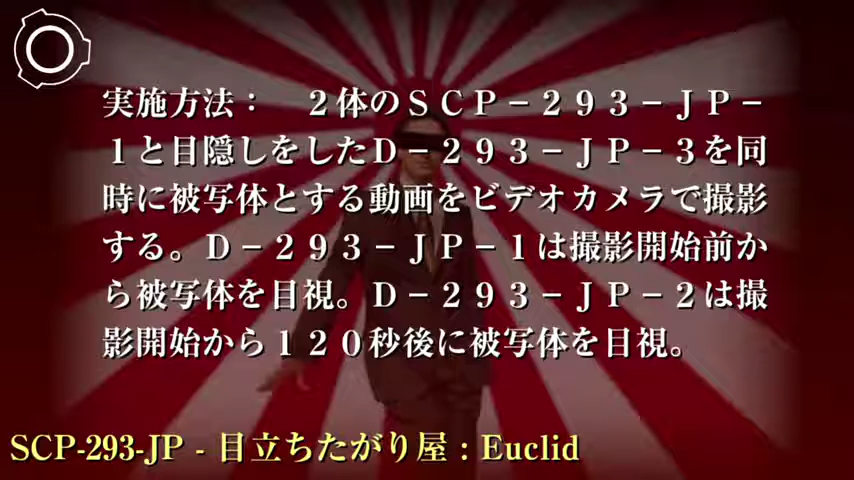 実施方法：　２体のＳＣＰ－２９３－ＪＰ－
１と目隠しをしたＤ－２９３－ＪＰ－３を同
時に被写体とする動画をビデオカメラで撮影
する。Ｄ－２９３－ＪＰ－１は撮影開始前か
ら被写体を目視。Ｄ－２９３－ＪＰ－２は撮
影開始から１２０秒後に被写体を目視。
SCP-293-JP - 目立ちたがり屋 : Euclid